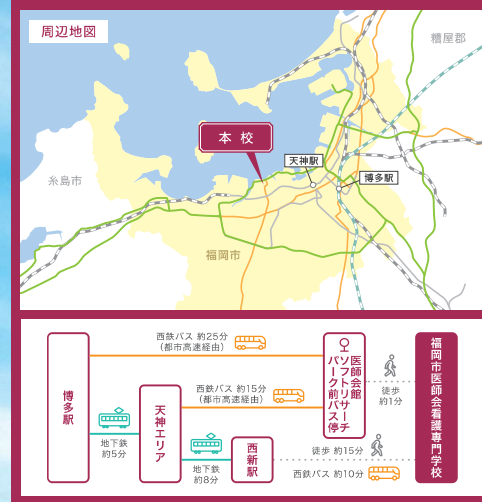 周辺地図
糟屋郡
本校
天神駅
博多駅
糸島市
福岡市
西鉄バス 約25分
(都市高速経由)
博多駅
地下鉄
約5分
天神エリア
西鉄バス 約15分
(都市高速経由)
地下鉄
約8分
西新駅
医師会館
ソフトリサーチ
パーク前バス停
徒歩
約1分
徒歩 約15分
西鉄バス 約10分
福岡市医師会看護専門学校